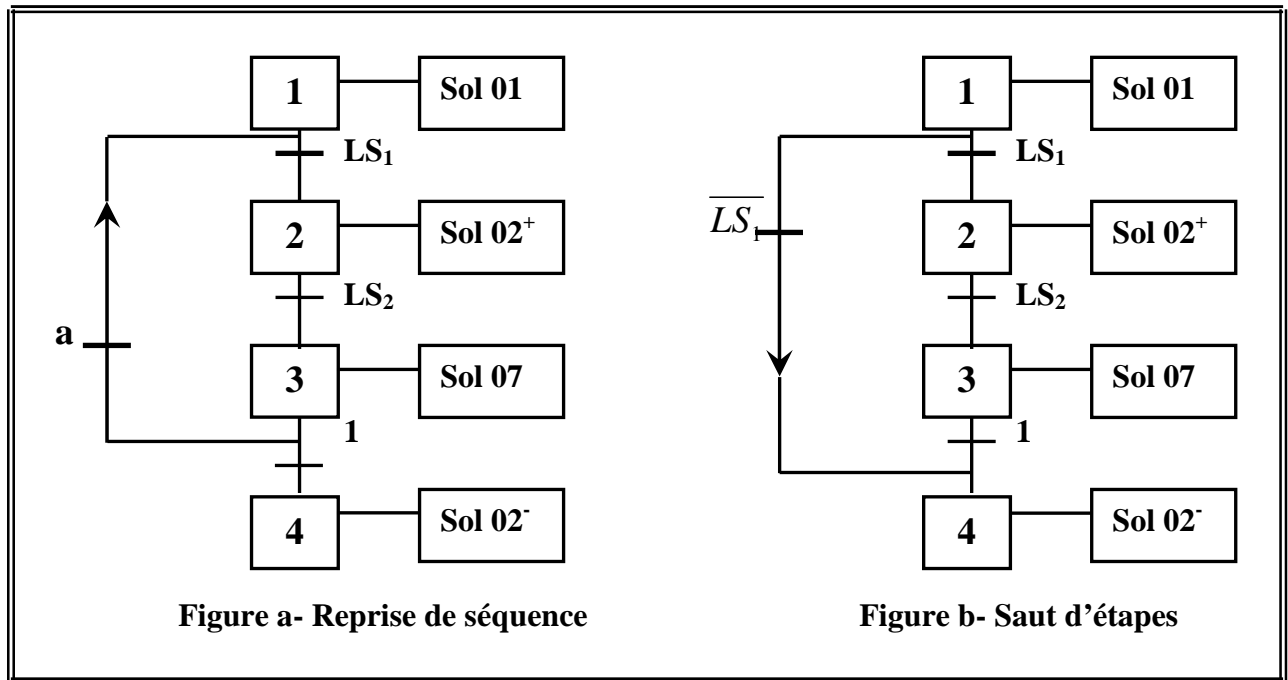 1
Sol 01
LS₁
2
Sol 02⁺
LS₂
a
3
Sol 07
1
4
Sol 02⁻
Figure a- Reprise de séquence
1
Sol 01
LS₁
$\overline{LS_1}$
2
Sol 02⁺
LS₂
3
Sol 07
1
4
Sol 02⁻
Figure b- Saut d’étapes